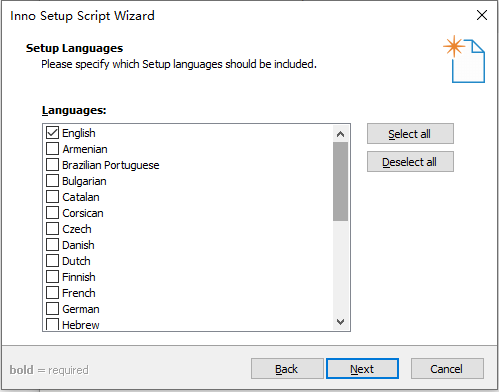 Inno Setup Script Wizard
Setup Languages
Please specify which Setup languages should be included.
Languages:
English
Armenian
Brazilian Portuguese
Bulgarian
Catalan
Corsican
Czech
Danish
Dutch
Finnish
French
German
Hebrew
Select all
Deselect all
bold = required
Back
Next
Cancel